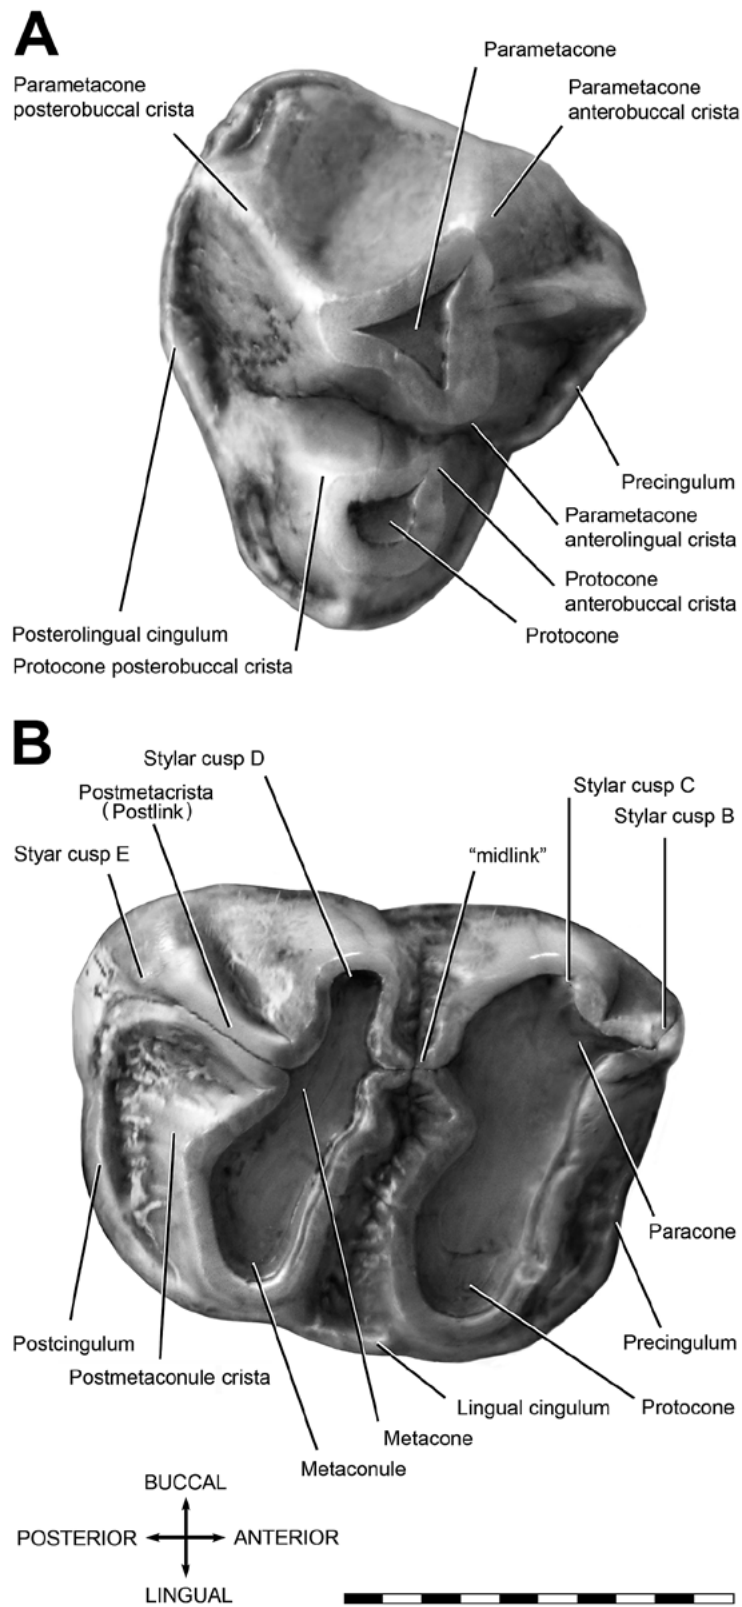 A
Parametacone
Parametacone
posterobuccal crista
Parametacone
anterobuccal crista
Precingulum
Parametacone
anterolingual crista
Protocone
anterobuccal crista
Protocone
Posterolingual cingulum
Protocone posterobuccal crista
B
Stylar cusp D
Postmetacrista
(Postlink)
Styar cusp E
“midlink”
Stylar cusp C
Stylar cusp B
Paracone
Precingulum
Postcingulum
Postmetaconule crista
Lingual cingulum
Protocone
Metacone
Metaconule
BUCCAL
POSTERIOR
ANTERIOR
LINGUAL